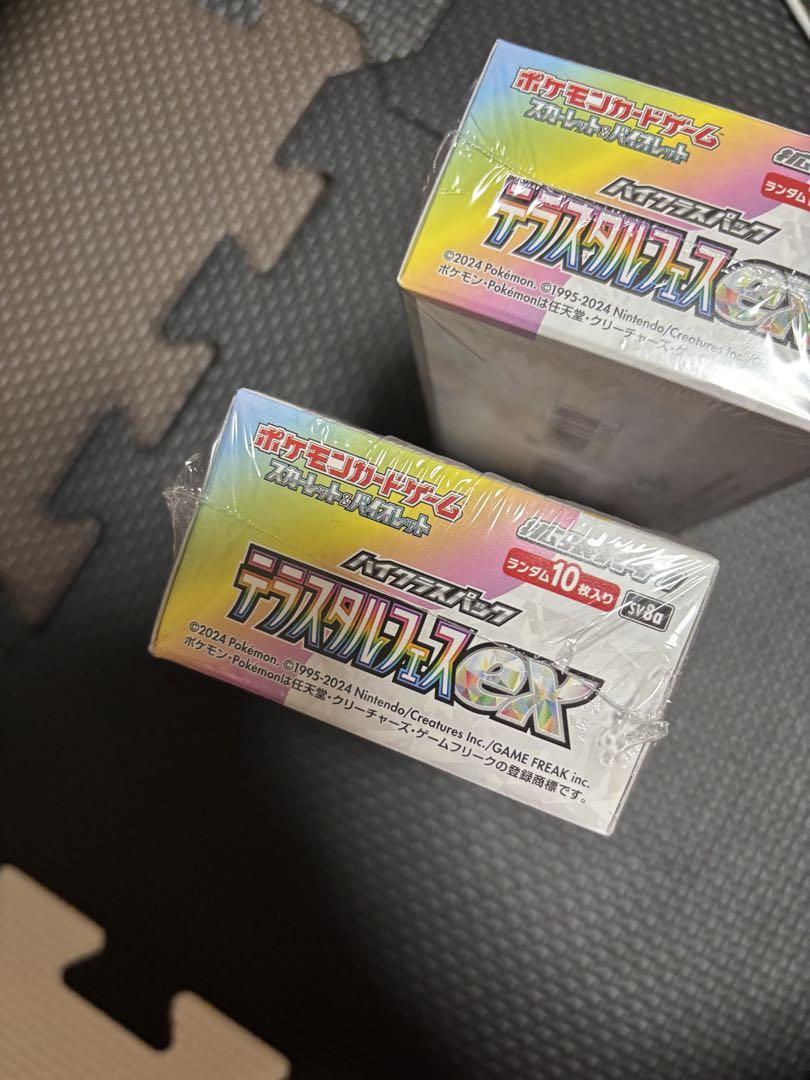 ポケモンカードゲーム
スカーレット&バイオレット
ランダム
ハイクラスパック
テラスタルフェスex
©2024 Pokémon. ©1995-2024 Nintendo/Creatures Inc./
ポケモン・Pokémonは任天堂・クリーチャーズ・
ポケモンカードゲーム
スカーレット&バイオレット
ランダム10枚入り
SV8a
ハイクラスパック
テラスタルフェスex
©2024 Pokémon. ©1995-2024 Nintendo/Creatures Inc./GAME FREAK inc.
ポケモン・Pokémonは任天堂・クリーチャーズ・ゲームフリークの登録商標です。